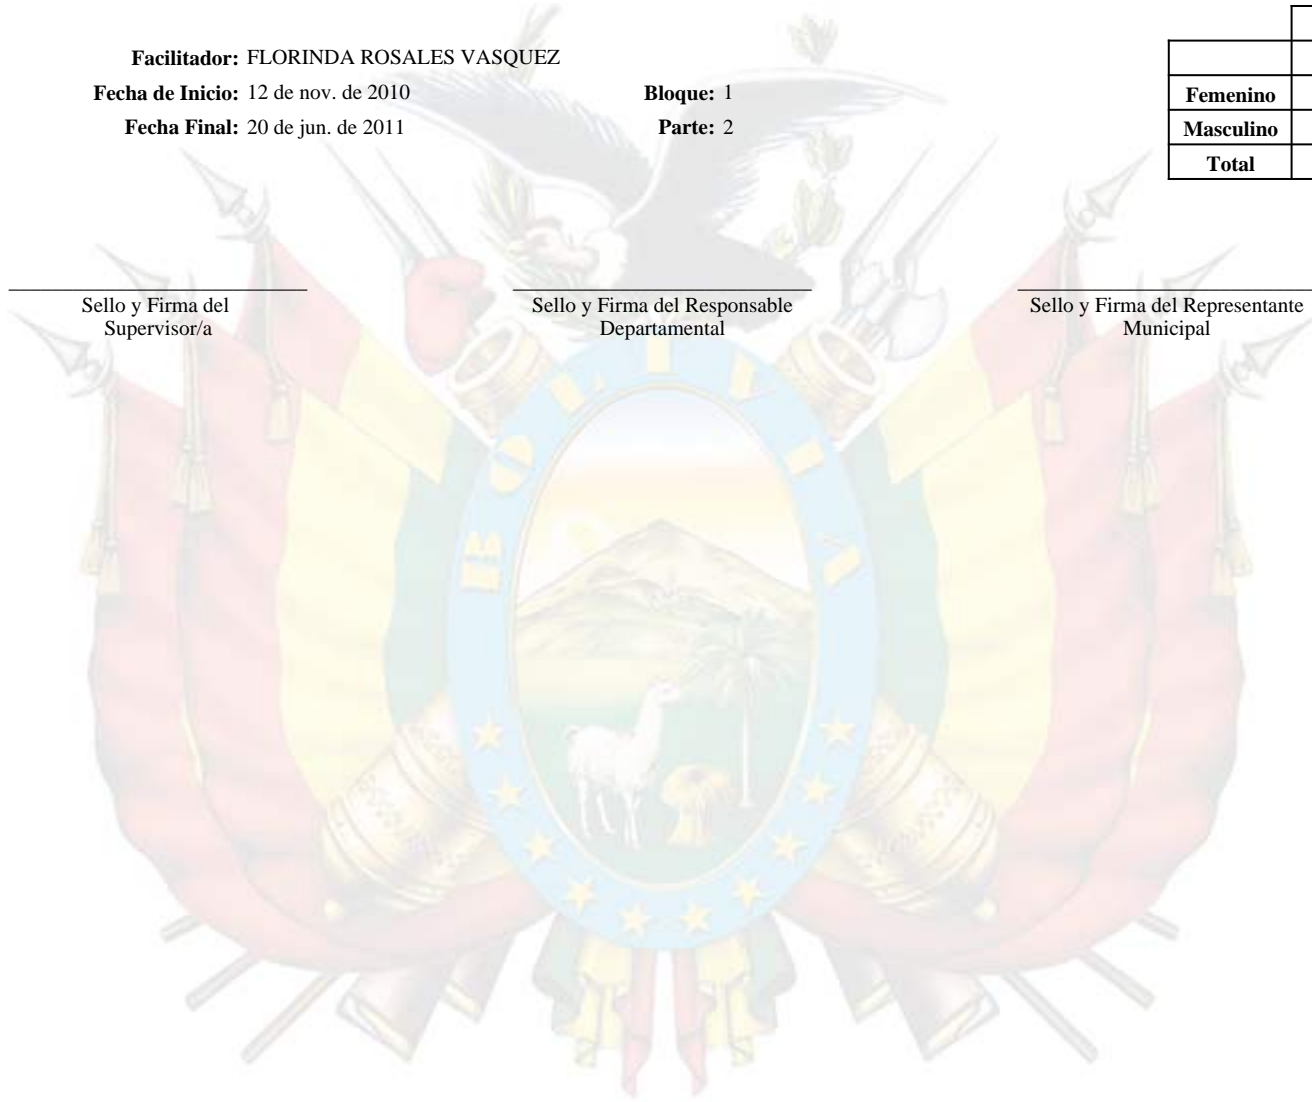 Facilitador: FLORINDA ROSALES VASQUEZ
Fecha de Inicio: 12 de nov. de 2010 Bloque: 1
Fecha Final: 20 de jun. de 2011 Parte: 2
Femenino
Masculino
Total
Sello y Firma del
Supervisor/a
Sello y Firma del Responsable
Departamental
Sello y Firma del Representante
Municipal
BOLIVIA